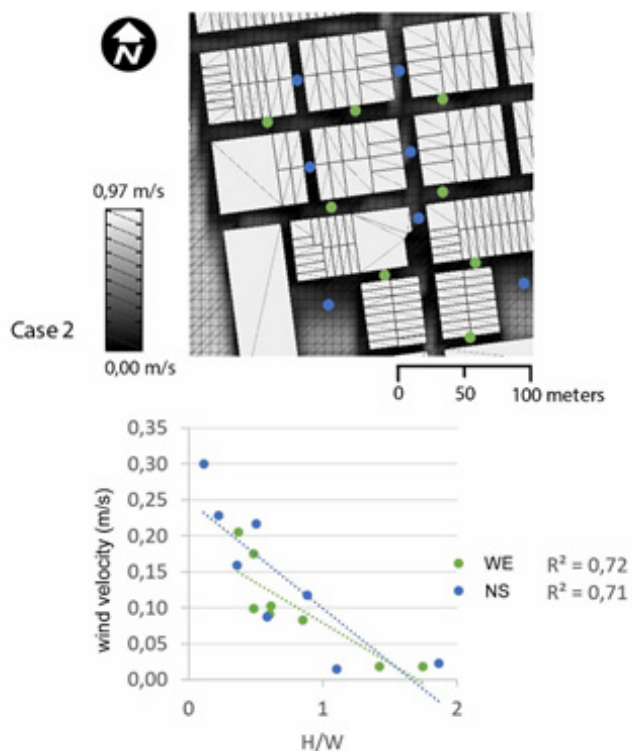 N
0,97 m/s
Case 2
0,00 m/s
0 50 100 meters
0,35
0,30
0,25
0,20
0,15
0,10
0,05
0,00
wind velocity (m/s)
WE R² = 0,72
NS R² = 0,71
0 1 2
H/W